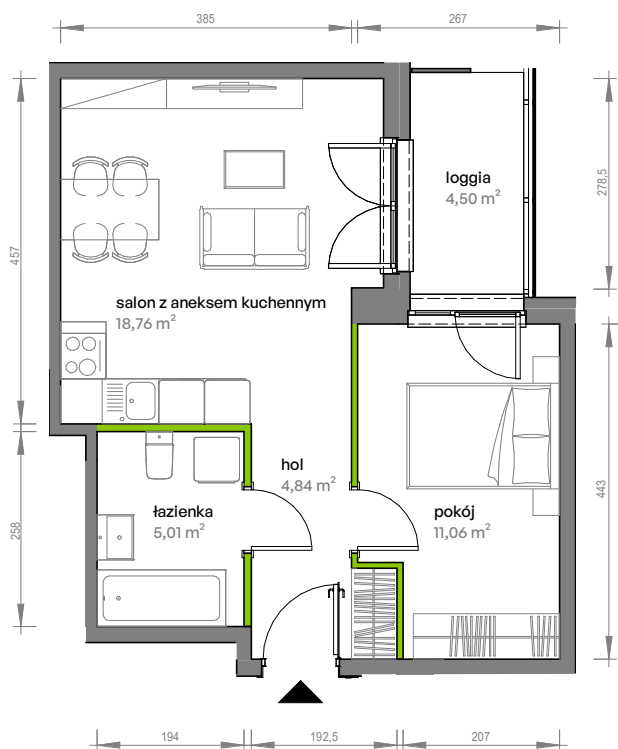 385
267
457
278,5
loggia
4,50 m²
salon z aneksem kuchennym
18,76 m²
hol
4,84 m²
łazienka
5,01 m²
pokój
11,06 m²
258
443
194
192,5
207